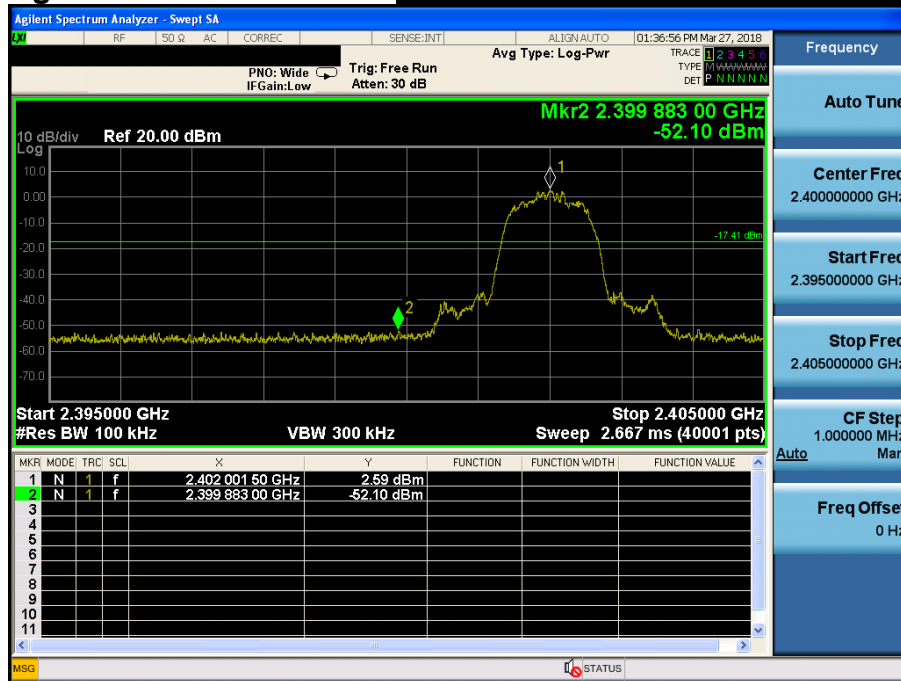 Agilent Spectrum Analyzer - Swept SA
LXI RF 50 Ω AC CORREC SENSE:INT ALIGN AUTO 01:36:56 PM Mar 27, 2018
Avg Type: Log-Pwr
TRACE 1 2 3 4 5 6
TYPE M WWWWW
DET P N N N N N
PNO: Wide
IFGain:Low
Trig: Free Run
Atten: 30 dB
Mkr2 2.399 883 00 GHz
-52.10 dBm
10 dB/div Ref 20.00 dBm
Log
10.0
0.00
-10.0
-20.0
-30.0
-40.0
-50.0
-60.0
-70.0
1
-17.41 dBm
2
Start 2.395000 GHz Stop 2.405000 GHz
#Res BW 100 kHz VBW 300 kHz Sweep 2.667 ms (40001 pts)
MKR MODE TRC SCL X Y FUNCTION FUNCTION WIDTH FUNCTION VALUE
1 N 1 f 2.402 001 50 GHz 2.59 dBm
2 N 1 f 2.399 883 00 GHz -52.10 dBm
3
4
5
6
7
8
9
10
11
MSG STATUS
Frequency
Auto Tune
Center Freq
2.400000000 GHz
Start Freq
2.395000000 GHz
Stop Freq
2.405000000 GHz
CF Step
1.000000 MHz
Auto Man
Freq Offset
0 Hz